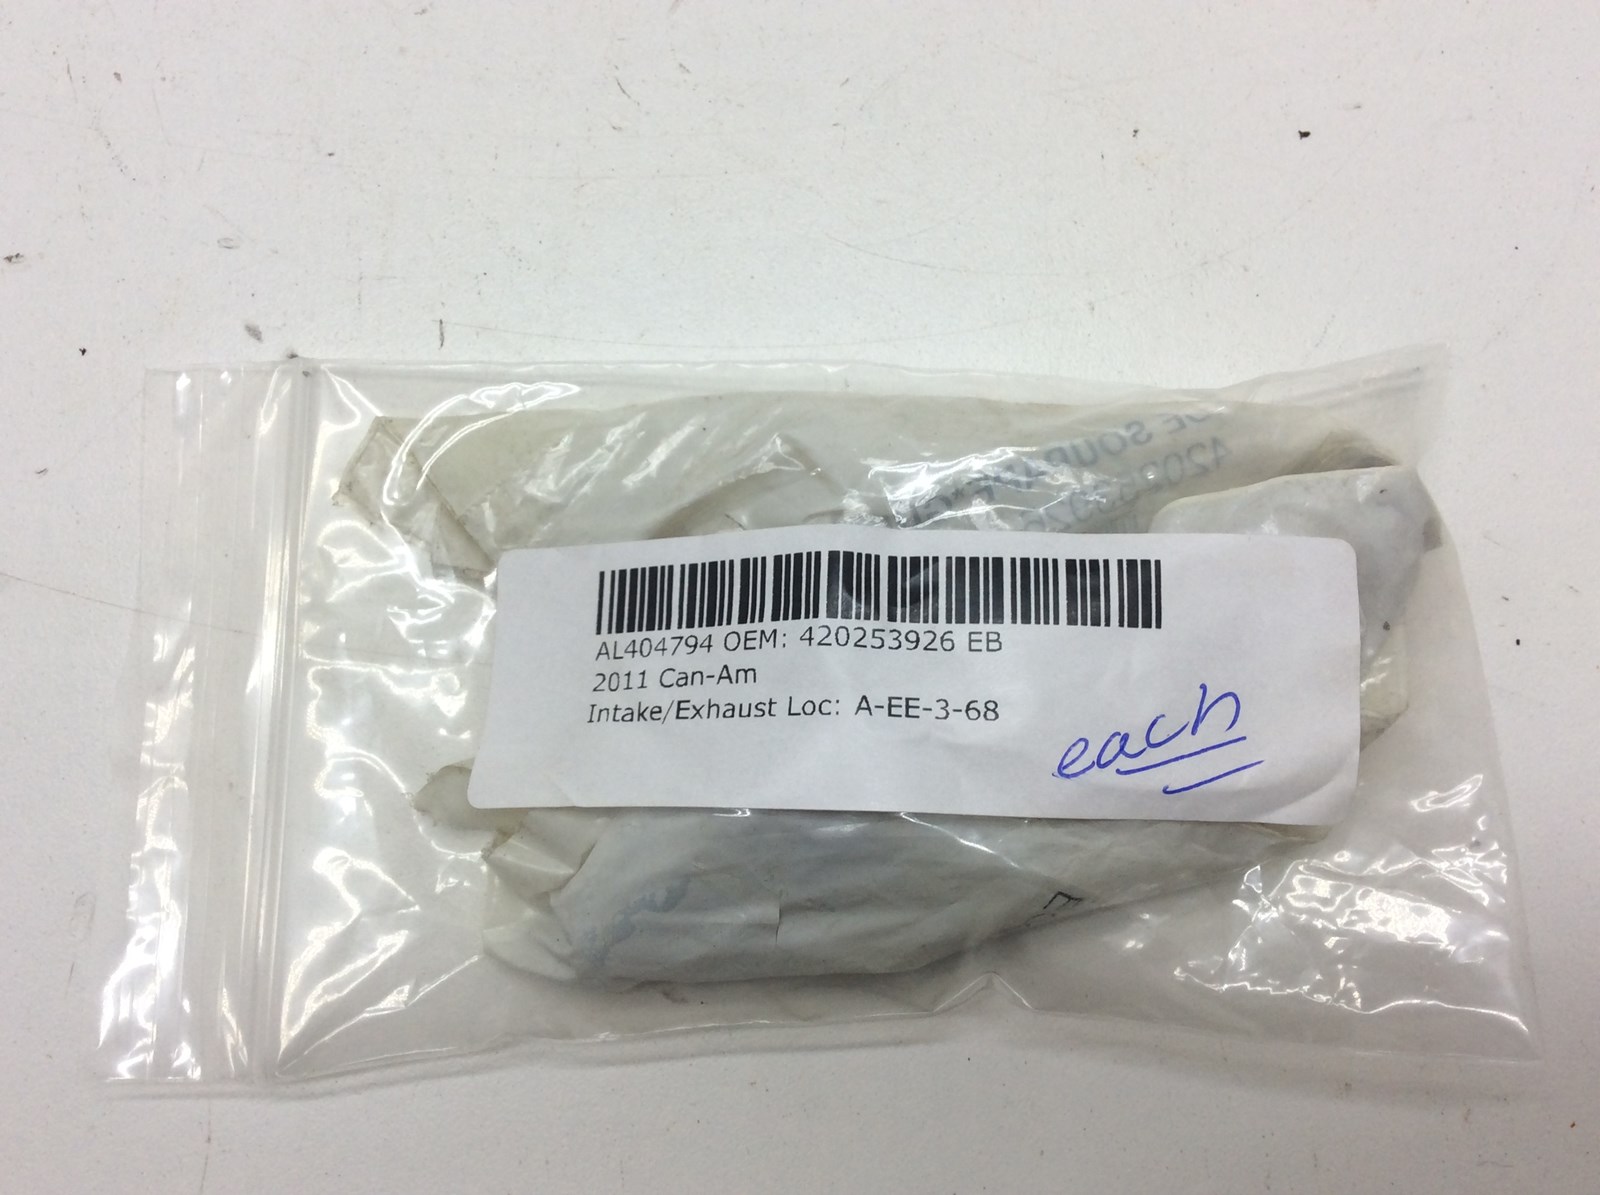 AL404794 OEM: 420253926 EB
2011 Can-Am
Intake/Exhaust Loc: A-EE-3-68
each